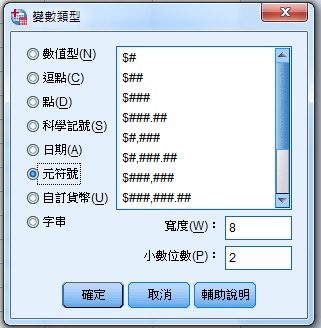 變數類型
數值型(N)
逗點(C)
點(D)
科學記號(S)
日期(A)
元符號
自訂貨幣(U)
字串
$#
$##
$###
$###.##
$#,###
$#,###.##
$###,###
$###,###.##
寬度(W)：
8
小數位數(P)：
2
確定
取消
輔助說明